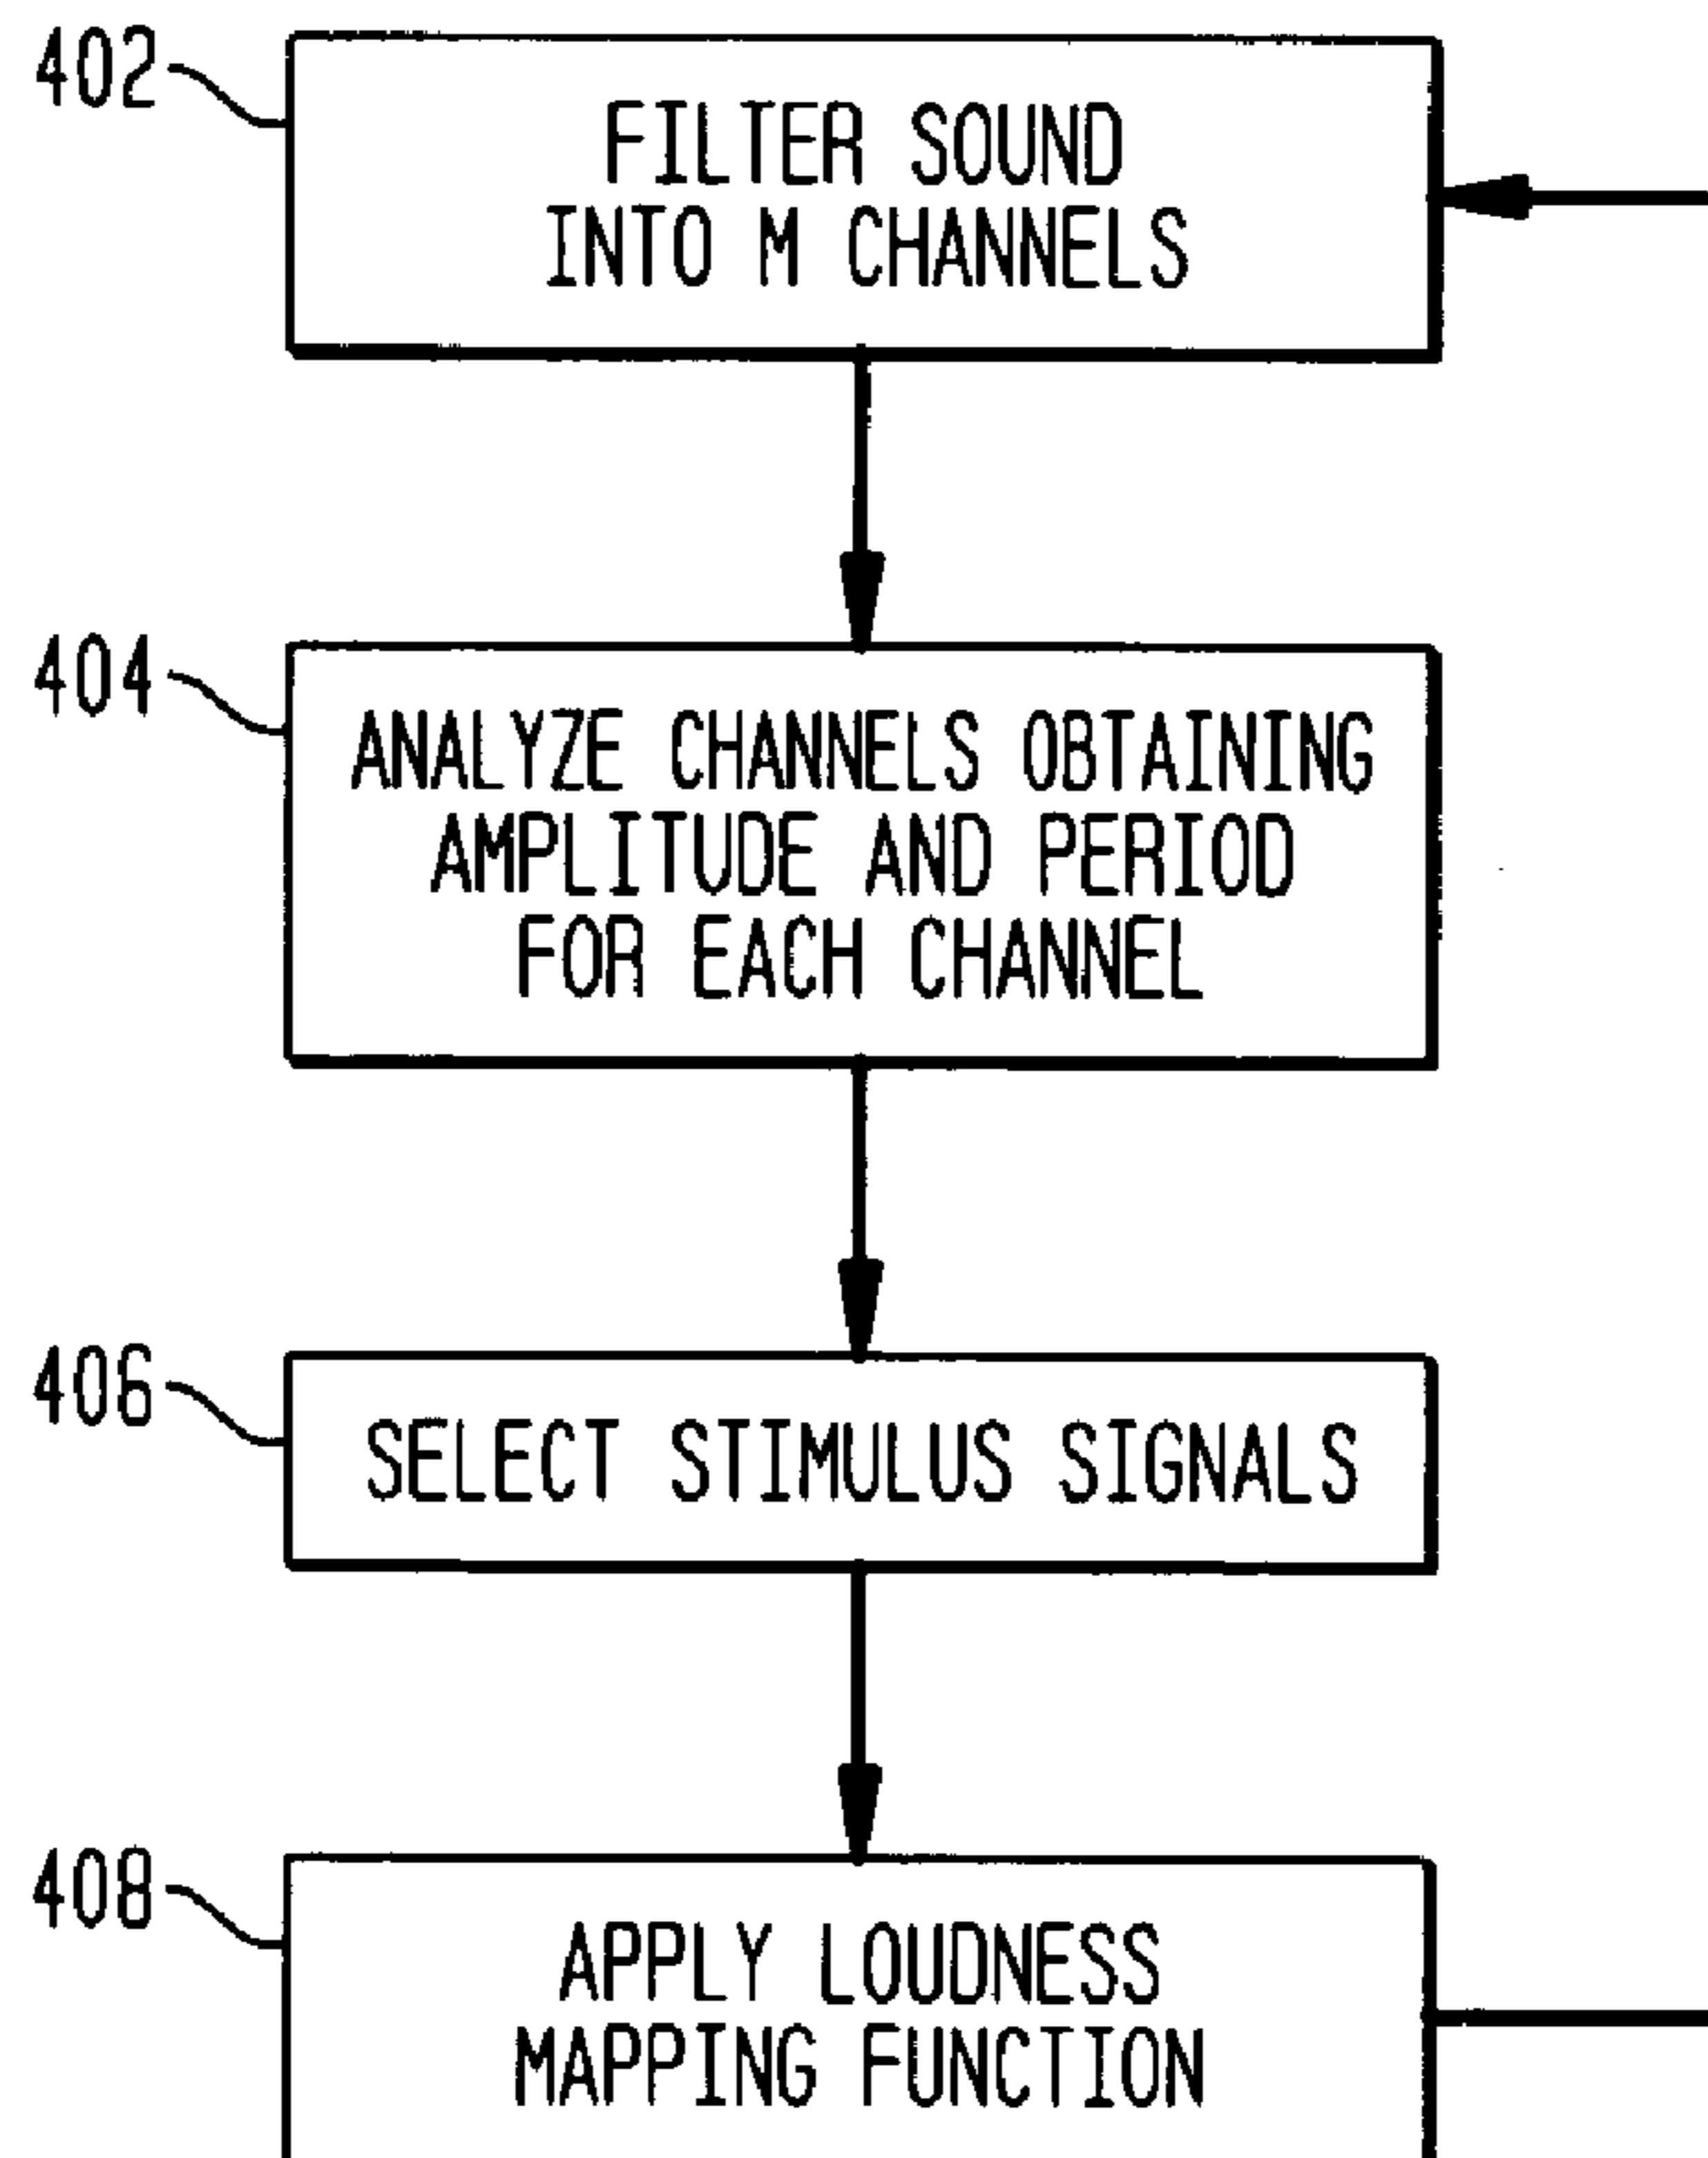 402
FILTER SOUND
INTO M CHANNELS
404
ANALYZE CHANNELS OBTAINING
AMPLITUDE AND PERIOD
FOR EACH CHANNEL
406
SELECT STIMULUS SIGNALS
408
APPLY LOUDNESS
MAPPING FUNCTION